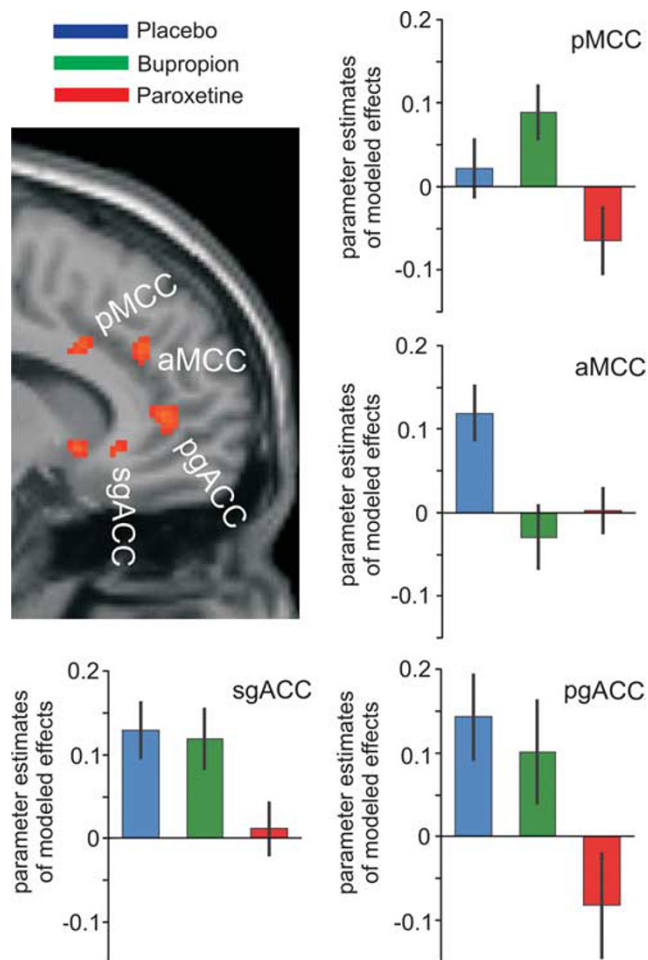 Placebo
Bupropion
Paroxetine
pMCC
aMCC
pgACC
sgACC
pMCC
parameter estimates
of modeled effects
0.2
0.1
0
-0.1
aMCC
parameter estimates
of modeled effects
0.2
0.1
0
-0.1
sgACC
parameter estimates
of modeled effects
0.2
0.1
0
-0.1
pgACC
parameter estimates
of modeled effects
0.2
0.1
0
-0.1